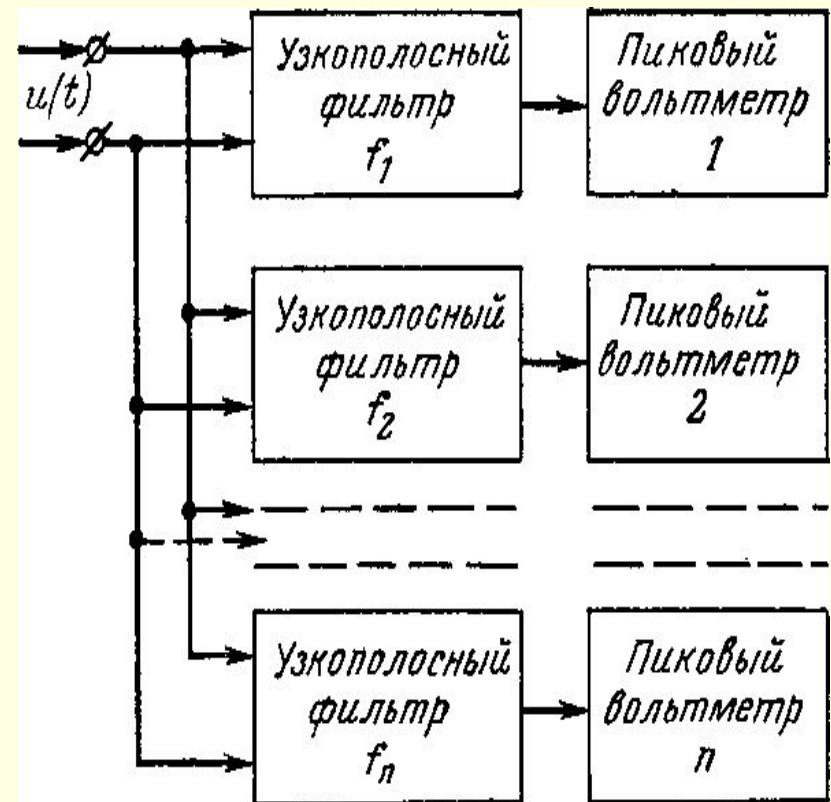 u(t)
Узкополосный
фильтр
f₁
Пиковый
вольтметр
1
Узкополосный
фильтр
f₂
Пиковый
вольтметр
2
Узкополосный
фильтр
fₙ
Пиковый
вольтметр
n